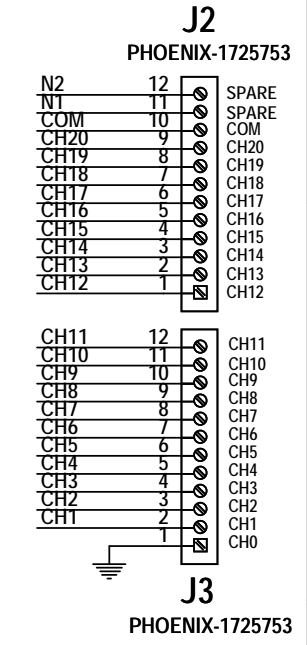 J2
PHOENIX-1725753
N2 12 SPARE
N1 11 SPARE
COM 10 COM
CH20 9 CH20
CH19 8 CH19
CH18 7 CH18
CH17 6 CH17
CH16 5 CH16
CH15 4 CH15
CH14 3 CH14
CH13 2 CH13
CH12 1 CH12
CH11 12 CH11
CH10 11 CH10
CH9 10 CH9
CH8 9 CH8
CH7 8 CH7
CH6 7 CH6
CH5 6 CH5
CH4 5 CH4
CH3 4 CH3
CH2 3 CH2
CH1 2 CH1
1 CH0
J3
PHOENIX-1725753